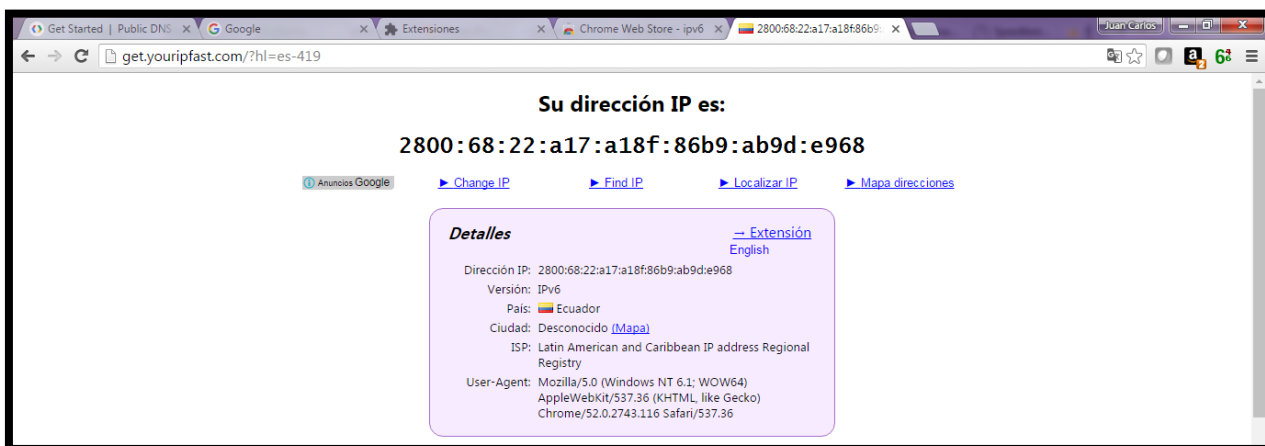 Get Started | Public DNS
Google
Extensiones
Chrome Web Store - ipv6
2800:68:22:a17:a18f:86b9:
Juan Carlos
get.youripfast.com/?hl=es-419
Su dirección IP es:
2800:68:22:a17:a18f:86b9:ab9d:e968
Anuncios Google
► Change IP
► Find IP
► Localizar IP
► Mapa direcciones
Detalles
→ Extensión
English
Dirección IP: 2800:68:22:a17:a18f:86b9:ab9d:e968
Versión: IPv6
País: Ecuador
Ciudad: Desconocido (Mapa)
ISP: Latin American and Caribbean IP address Regional
Registry
User-Agent: Mozilla/5.0 (Windows NT 6.1; WOW64)
AppleWebKit/537.36 (KHTML, like Gecko)
Chrome/52.0.2743.116 Safari/537.36